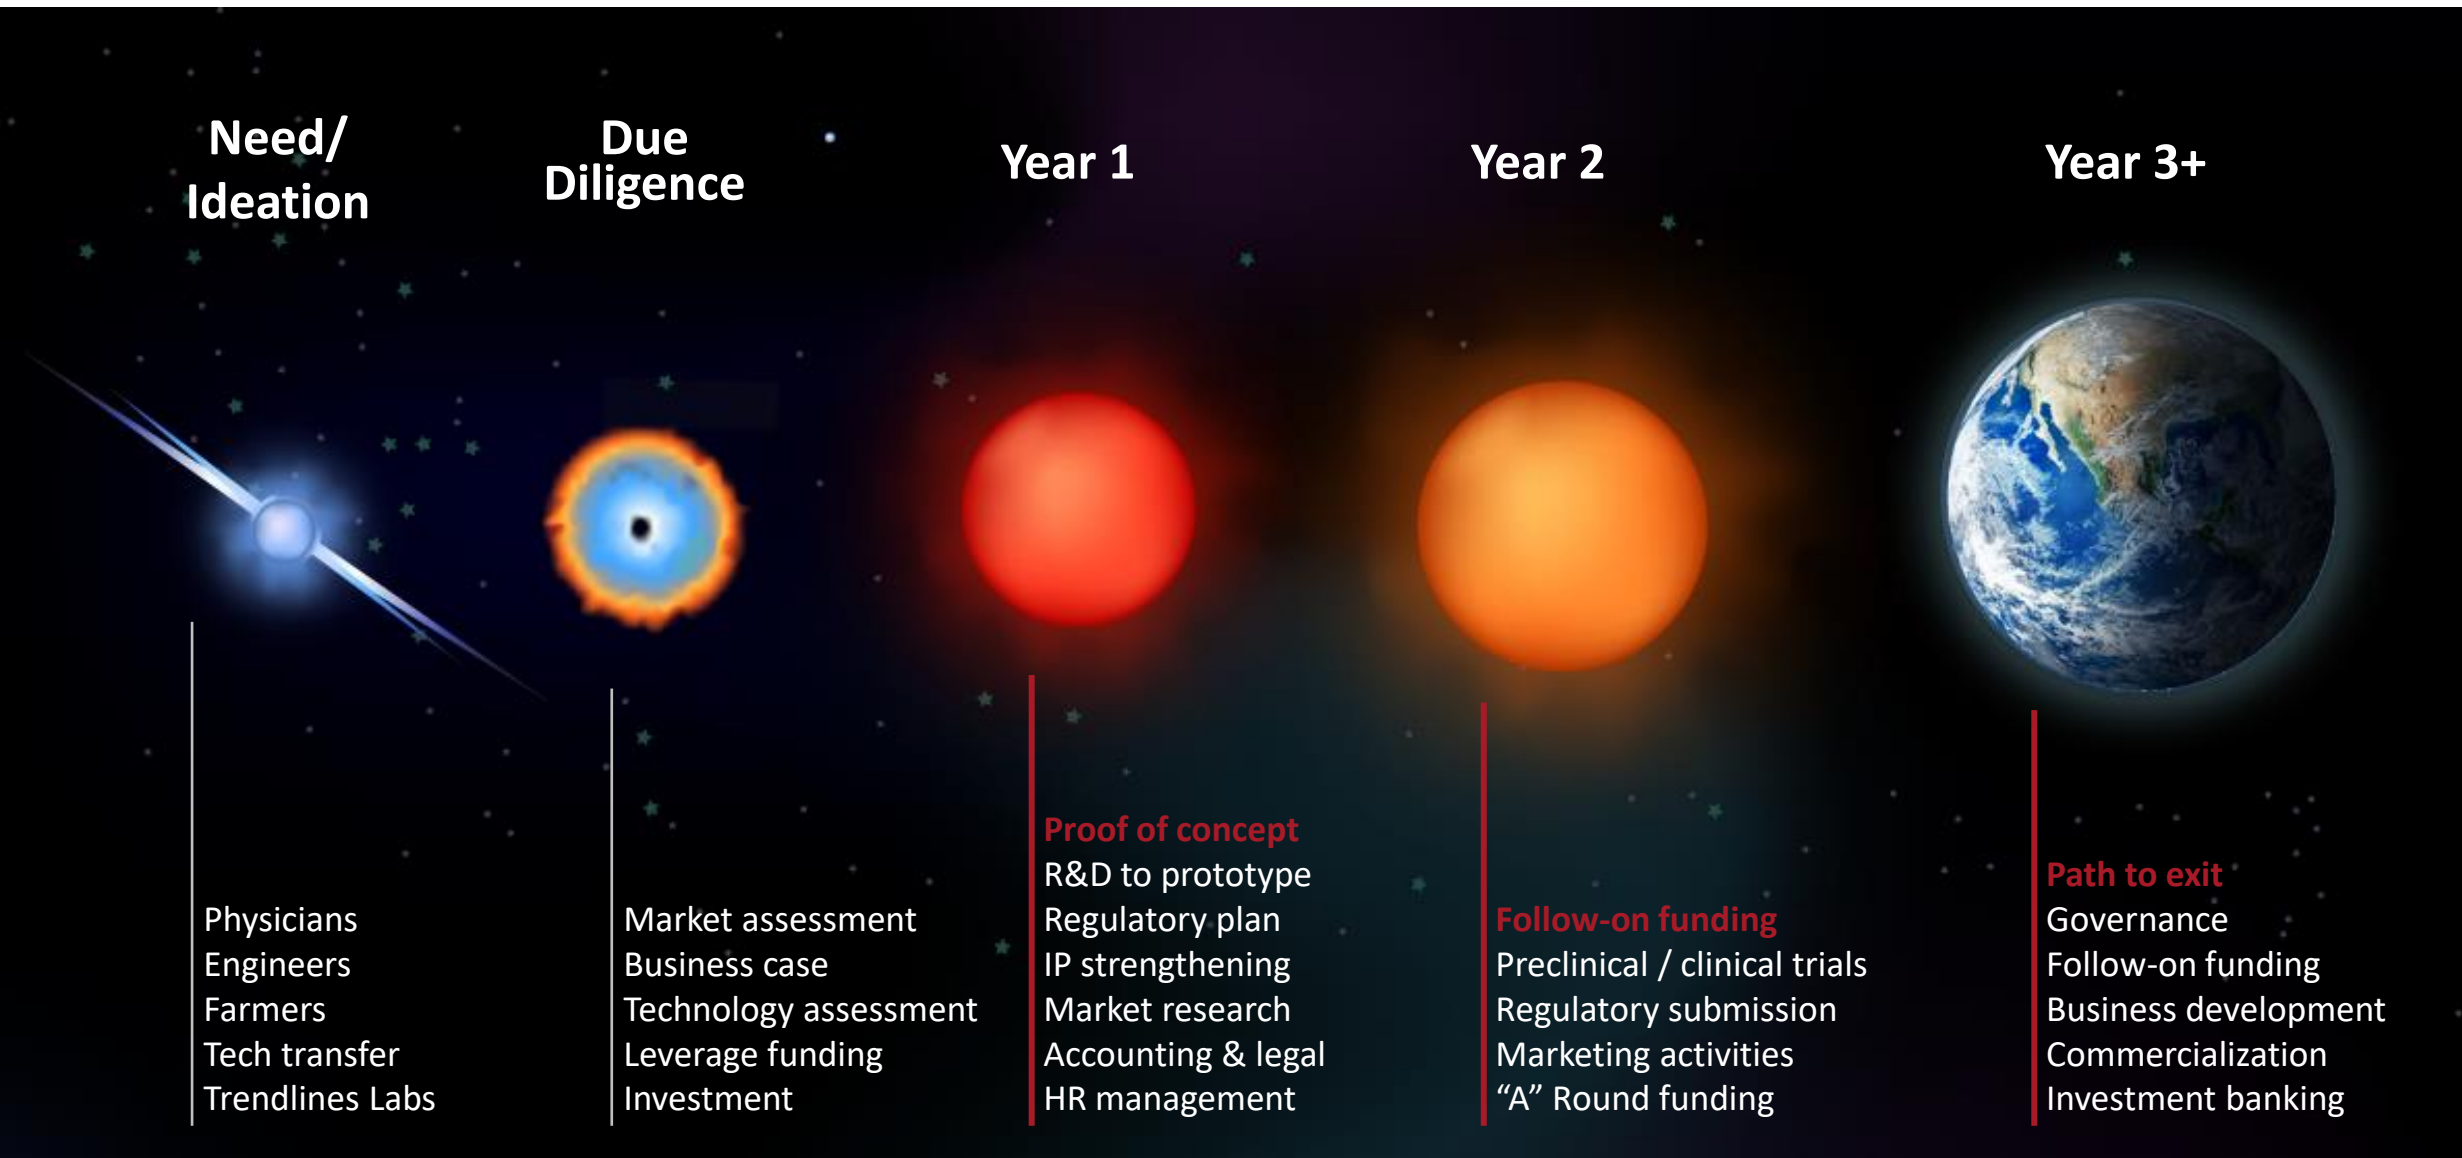 Need/
Ideation
Physicians
Engineers
Farmers
Tech transfer
Trendlines Labs
Due
Diligence
Market assessment
Business case
Technology assessment
Leverage funding
Investment
Year 1
Proof of concept
R&D to prototype
Regulatory plan
IP strengthening
Market research
Accounting & legal
HR management
Year 2
Follow-on funding
Preclinical / clinical trials
Regulatory submission
Marketing activities
“A” Round funding
Year 3+
Path to exit
Governance
Follow-on funding
Business development
Commercialization
Investment banking